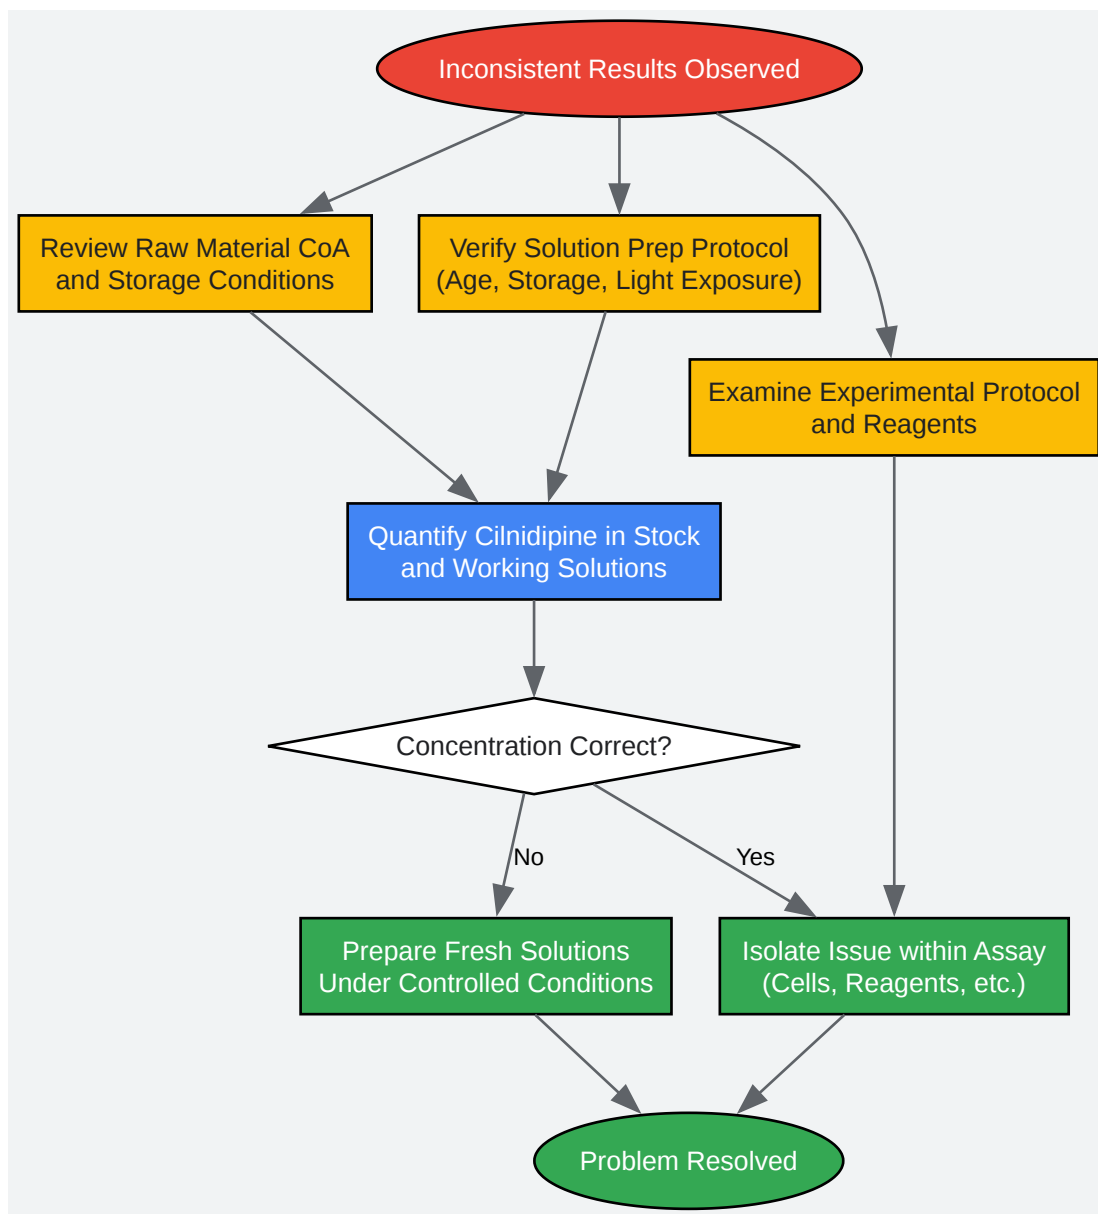 Inconsistent Results Observed
Review Raw Material CoA
and Storage Conditions
Verify Solution Prep Protocol
(Age, Storage, Light Exposure)
Examine Experimental Protocol
and Reagents
Quantify Cilnidipine in Stock
and Working Solutions
Concentration Correct?
No
Yes
Prepare Fresh Solutions
Under Controlled Conditions
Isolate Issue within Assay
(Cells, Reagents, etc.)
Problem Resolved